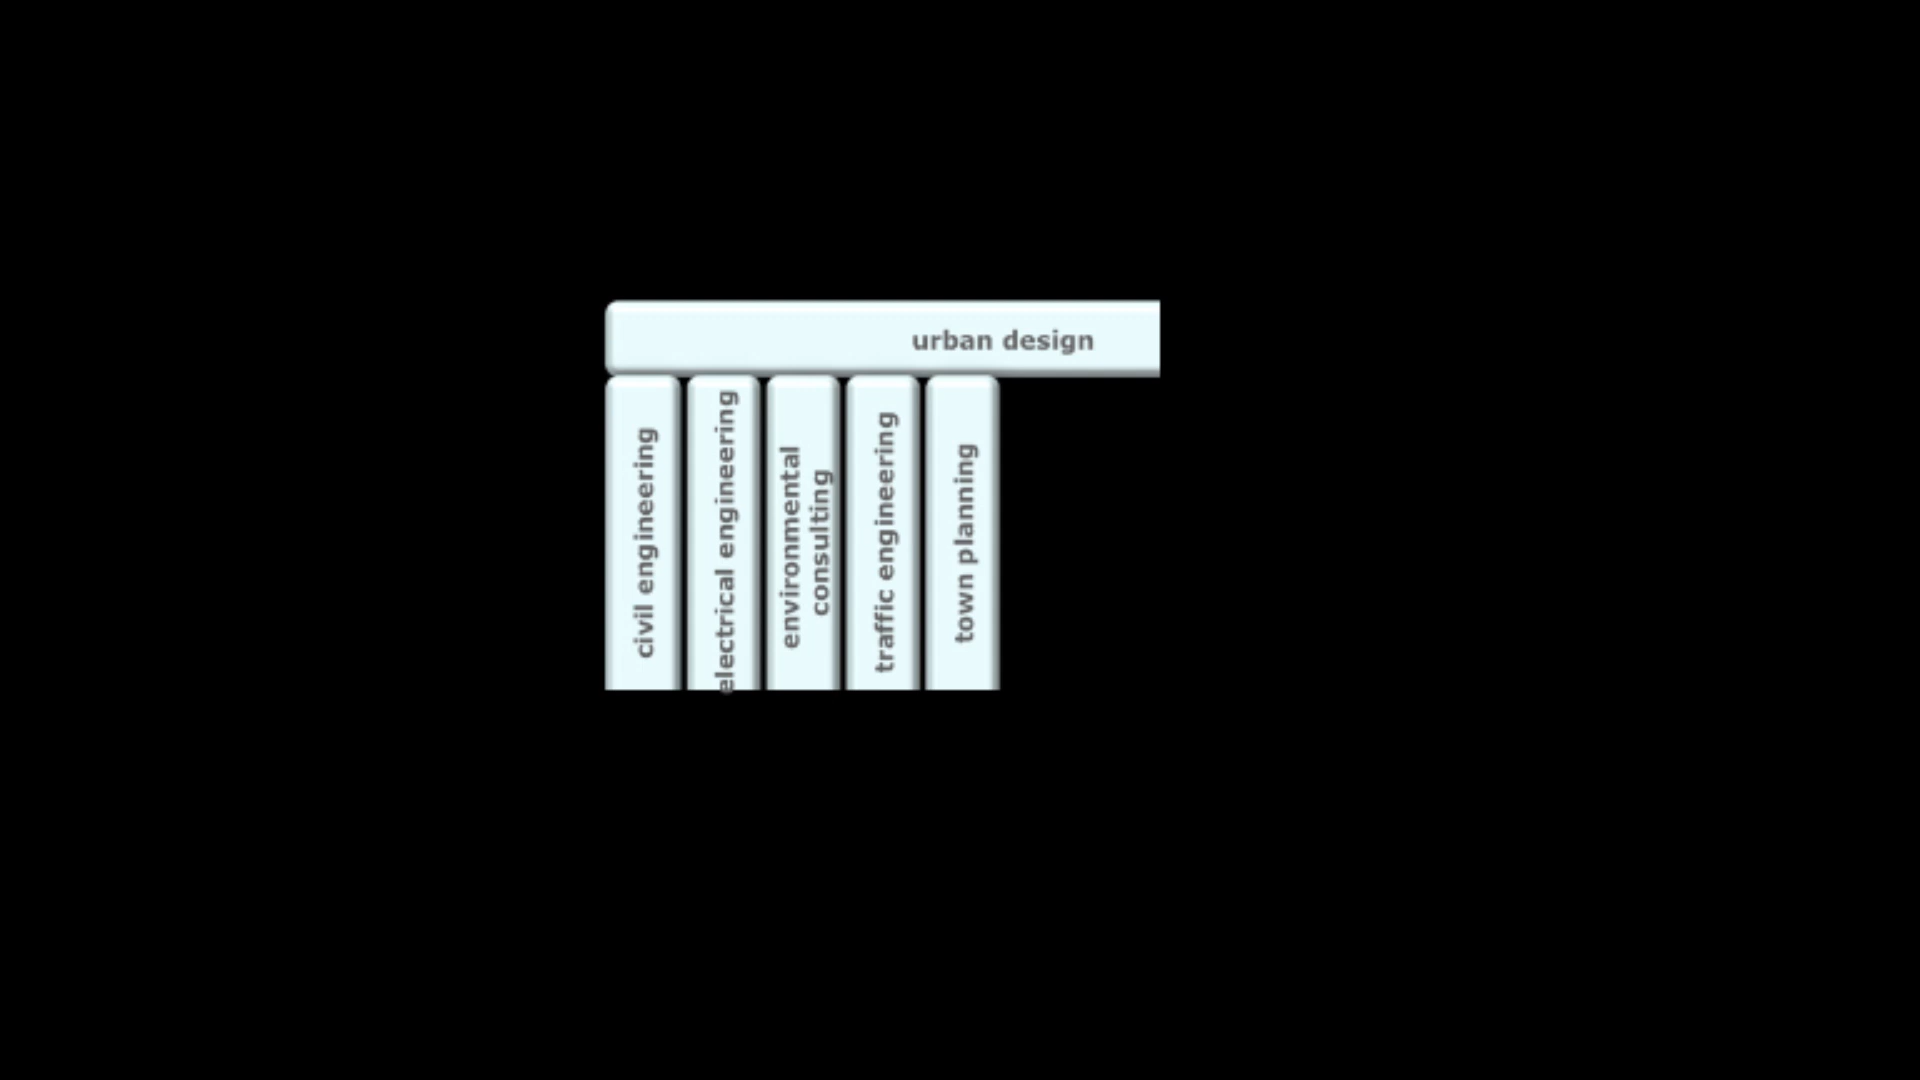 urban design
civil engineering
electrical engineering
environmental
consulting
traffic engineering
town planning